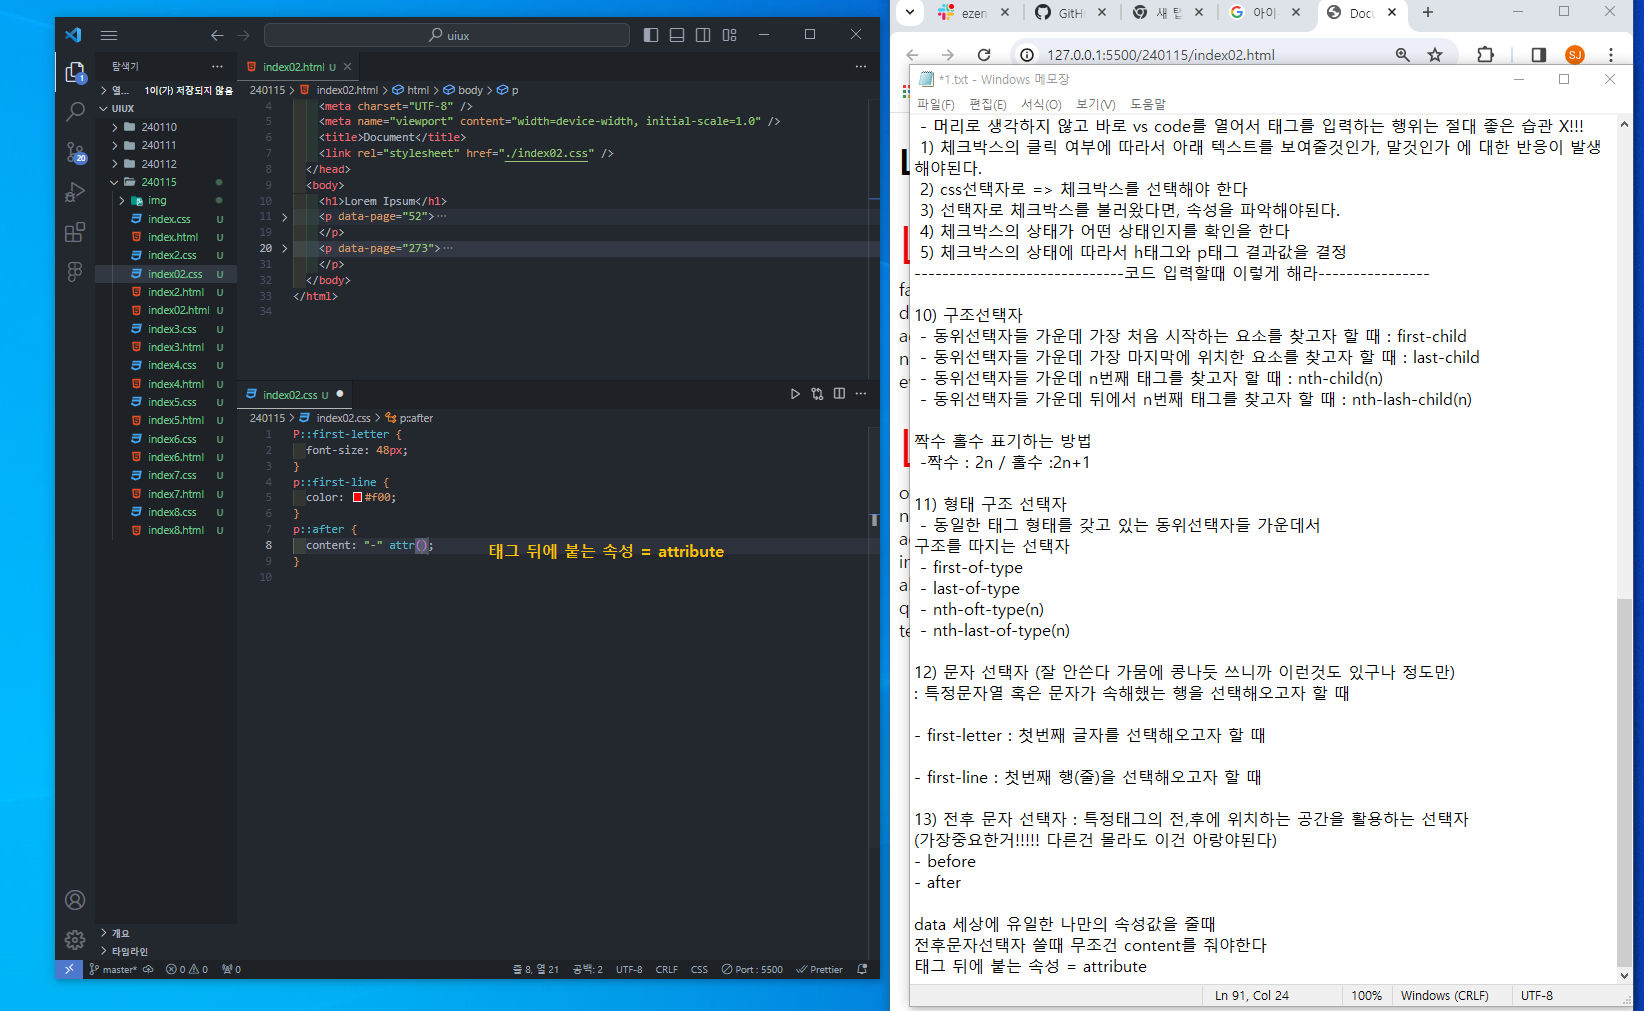 uiux
탐색기
열...
1이(가) 저장되지 않음
UIUX
240110
240111
240112
240115
img
index.css U
index.html U
index2.css U
index02.css U
index2.html U
index02.html U
index3.css U
index3.html U
index4.css U
index4.html U
index5.css U
index5.html U
index6.css U
index6.html U
index7.css U
index7.html U
index8.css U
index8.html U
개요
타임라인
1
20
index02.html U
240115 > index02.html > html > body > p
4 <meta charset="UTF-8" />
5 <meta name="viewport" content="width=device-width, initial-scale=1.0" />
6 <title>Document</title>
7 <link rel="stylesheet" href="./index02.css" />
8 </head>
9 <body>
10 <h1>Lorem Ipsum</h1>
11 <p data-page="52">...
19 </p>
20 <p data-page="273">...
31 </p>
32 </body>
33 </html>
34
index02.css U
240115 > index02.css > p::after
1 P::first-letter {
2 font-size: 48px;
3 }
4 p::first-line {
5 color: #f00;
6 }
7 p::after {
8 content: "-" attr();
9 }
10
태그 뒤에 붙는 속성 = attribute
master* 0 0 0 줄 8, 열 21 공백: 2 UTF-8 CRLF CSS Port : 5500 Prettier
ezen GitH 새 탭 아이 Docu
127.0.0.1:5500/240115/index02.html
SJ
*1.txt - Windows 메모장
파일(F) 편집(E) 서식(O) 보기(V) 도움말
- 머리로 생각하지 않고 바로 vs code를 열어서 태그를 입력하는 행위는 절대 좋은 습관 X!!!
1) 체크박스의 클릭 여부에 따라서 아래 텍스트를 보여줄것인가, 말것인가 에 대한 반응이 발생
해야된다.
2) css선택자로 => 체크박스를 선택해야 한다
3) 선택자로 체크박스를 불러왔다면, 속성을 파악해야된다.
4) 체크박스의 상태가 어떤 상태인지를 확인을 한다
5) 체크박스의 상태에 따라서 h태그와 p태그 결과값을 결정
------------------------------코드 입력할때 이렇게 해라----------------
10) 구조선택자
- 동위선택자들 가운데 가장 처음 시작하는 요소를 찾고자 할 때 : first-child
- 동위선택자들 가운데 가장 마지막에 위치한 요소를 찾고자 할 때 : last-child
- 동위선택자들 가운데 n번째 태그를 찾고자 할 때 : nth-child(n)
- 동위선택자들 가운데 뒤에서 n번째 태그를 찾고자 할 때 : nth-lash-child(n)
짝수 홀수 표기하는 방법
-짝수 : 2n / 홀수 :2n+1
11) 형태 구조 선택자
- 동일한 태그 형태를 갖고 있는 동위선택자들 가운데서
구조를 따지는 선택자
- first-of-type
- last-of-type
- nth-oft-type(n)
- nth-last-of-type(n)
12) 문자 선택자 (잘 안쓴다 가뭄에 콩나듯 쓰니까 이런것도 있구나 정도만)
: 특정문자열 혹은 문자가 속해했는 행을 선택해오고자 할 때
- first-letter : 첫번째 글자를 선택해오고자 할 때
- first-line : 첫번째 행(줄)을 선택해오고자 할 때
13) 전후 문자 선택자 : 특정태그의 전,후에 위치하는 공간을 활용하는 선택자
(가장중요한거!!!!! 다른건 몰라도 이건 아랑야된다)
- before
- after
data 세상에 유일한 나만의 속성값을 줄때
전후문자선택자 쓸때 무조건 content를 줘야한다
태그 뒤에 붙는 속성 = attribute
Ln 91, Col 24 100% Windows (CRLF) UTF-8